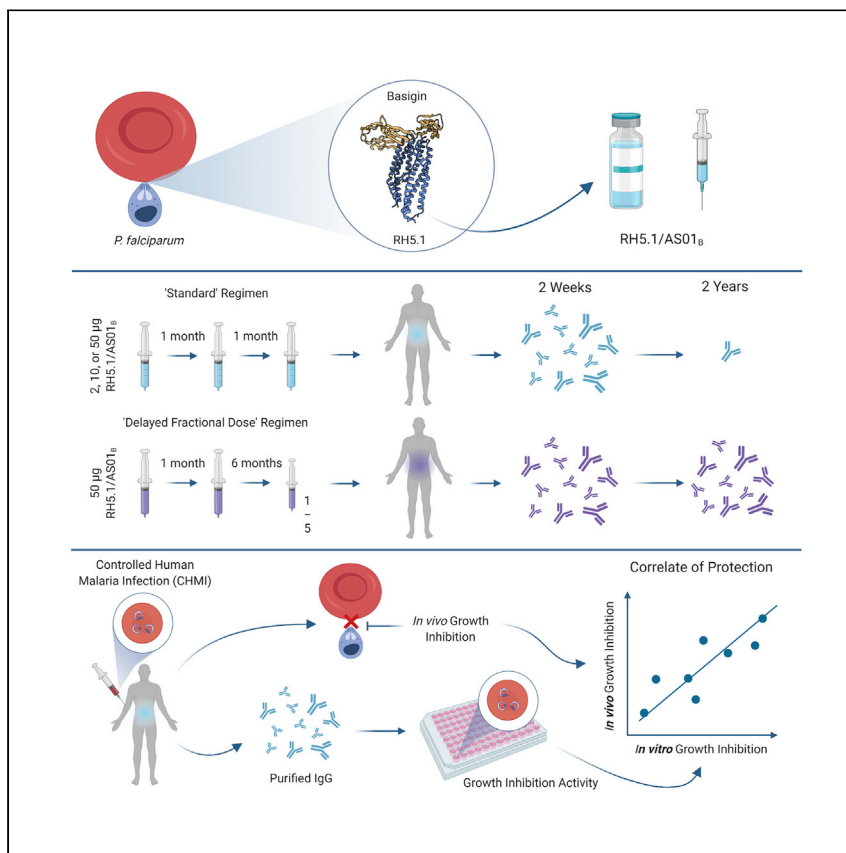 Basigin
P. falciparum
RH5.1
RH5.1/AS01B
'Standard' Regimen
2 Weeks
2 Years
2, 10, or 50 µg
RH5.1/AS01B
1 month
1 month
'Delayed Fractional Dose' Regimen
50 µg
RH5.1/AS01B
1 month
6 months
1
–
5
Controlled Human
Malaria Infection (CHMI)
In vivo Growth
Inhibition
Correlate of Protection
In vivo Growth Inhibition
In vitro Growth Inhibition
Purified IgG
Growth Inhibition Activity